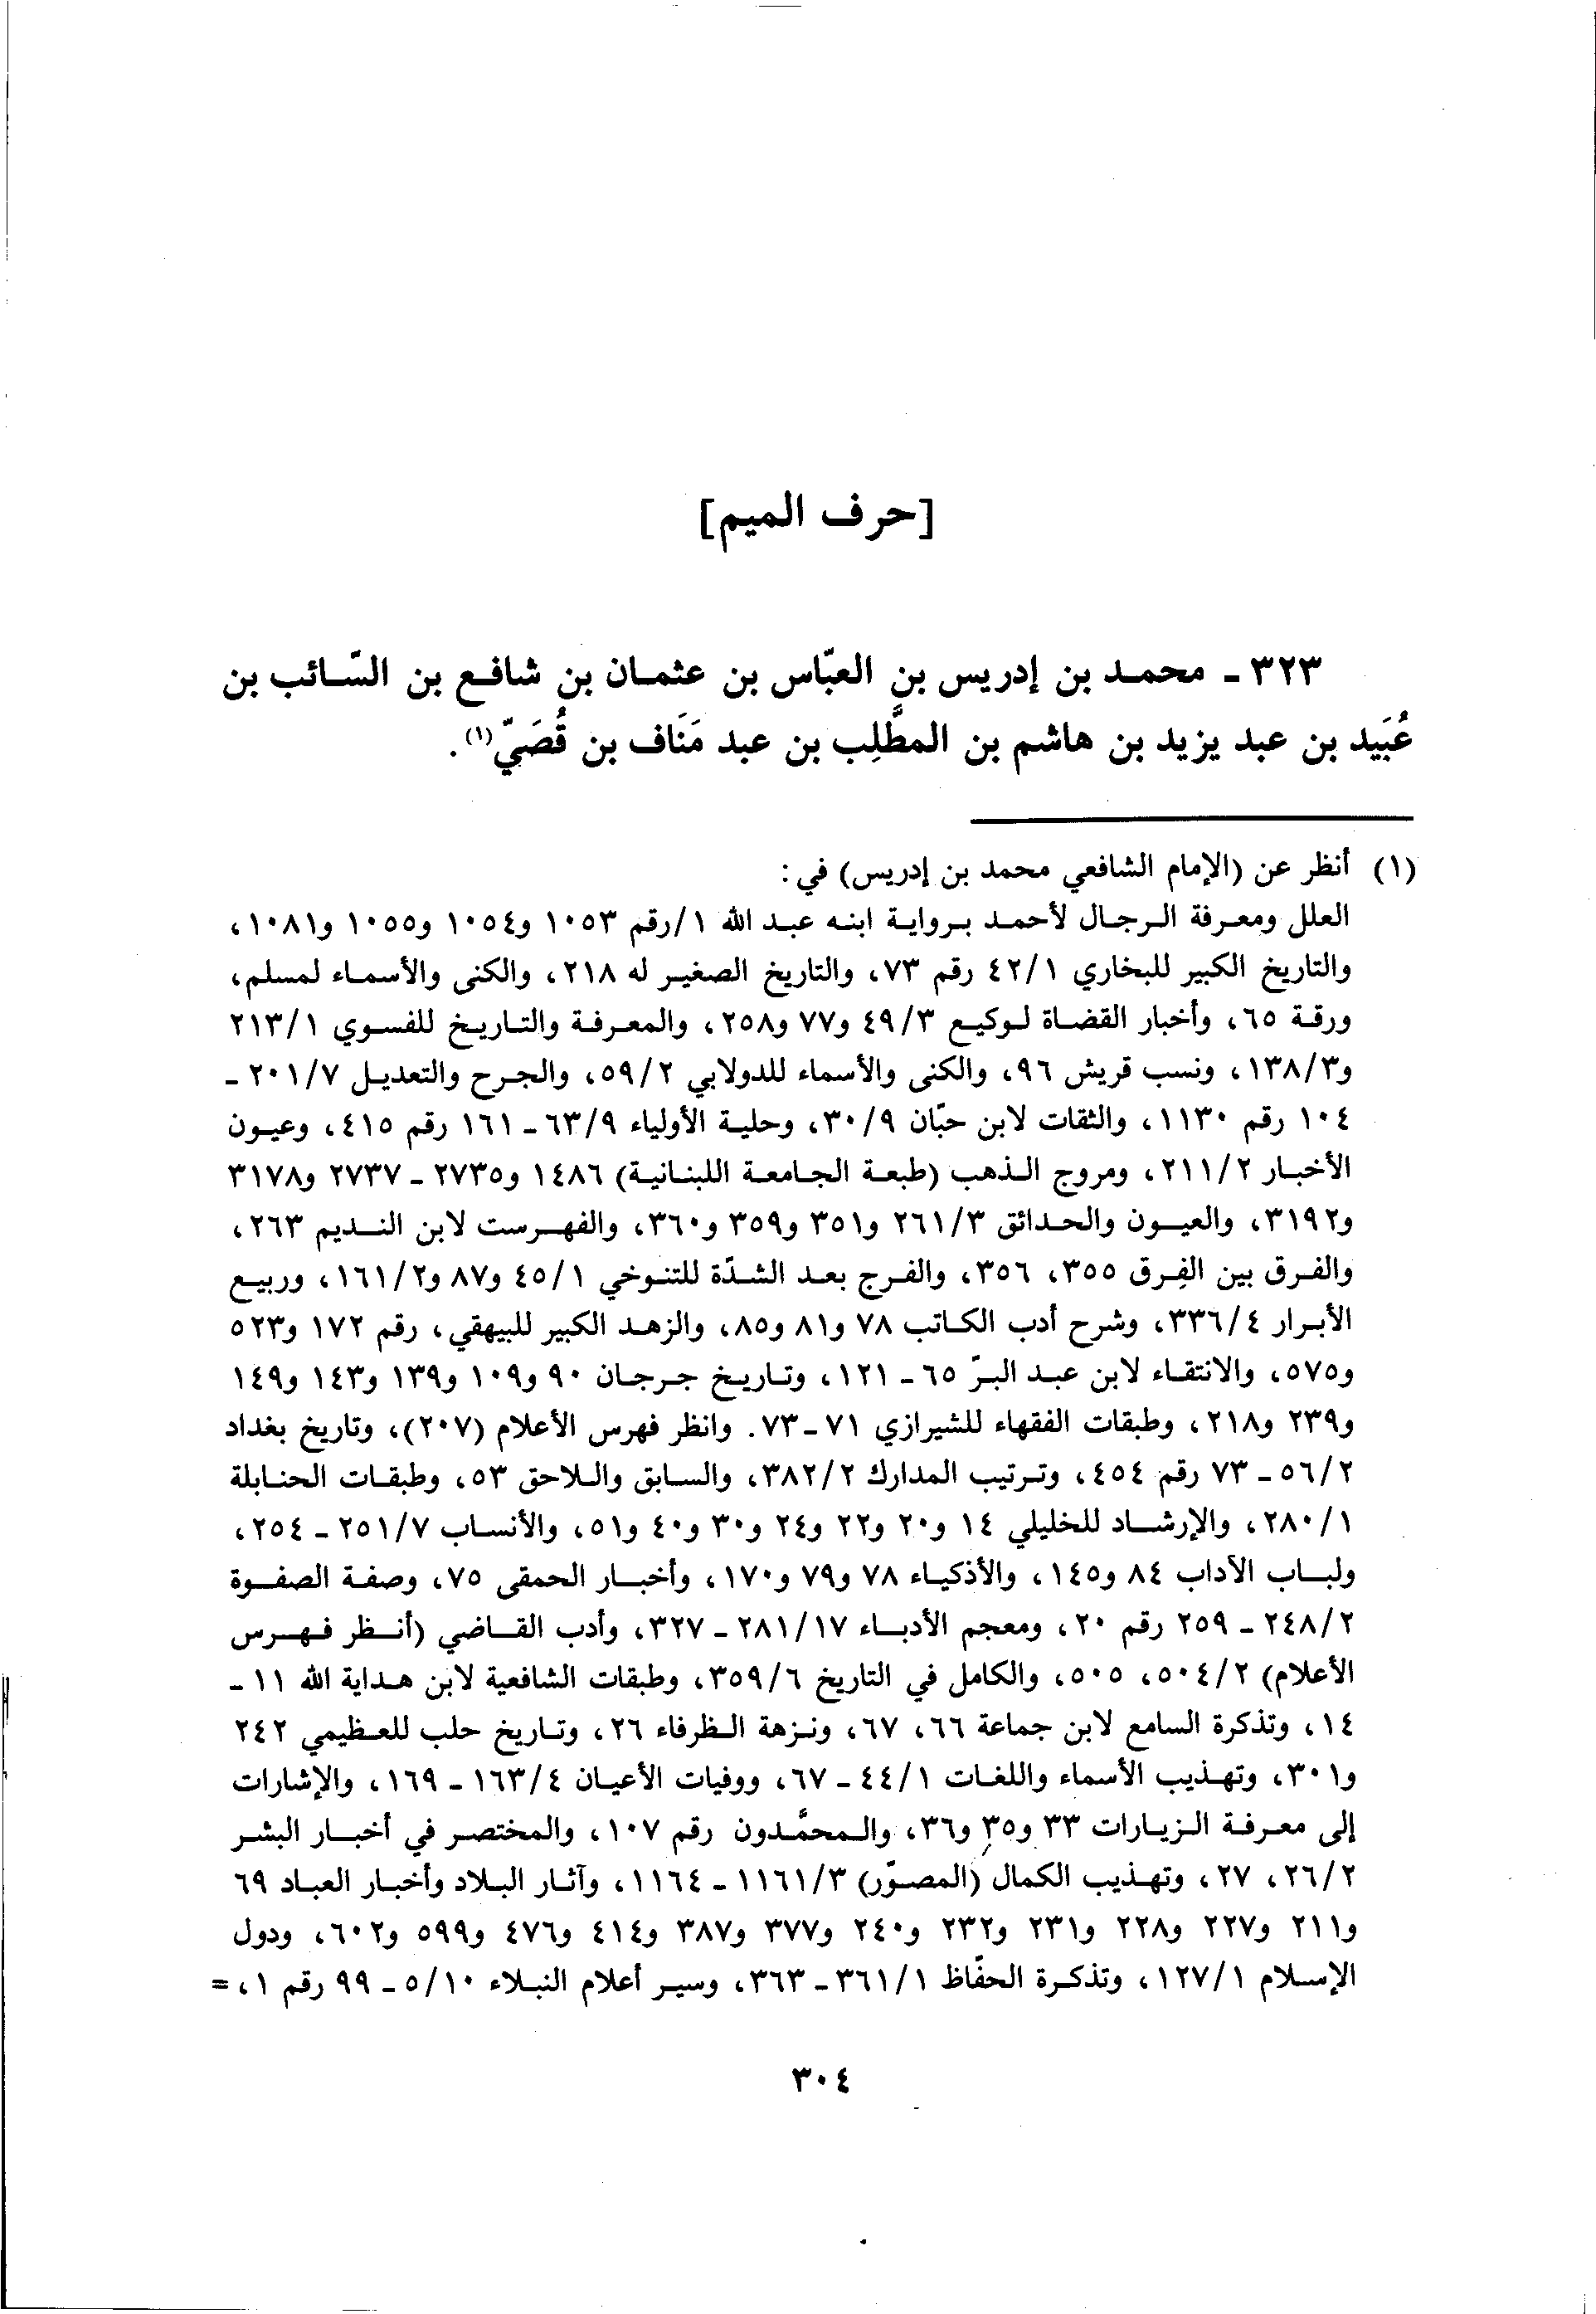 [حرف الميم]
٣٢٣ - محمد بن إدريس بنِ العبّاس بن عثمان بن شافع بن السّائب بن
عُبَيد بن عبد يزيد بن هاشم بن المطَّلِب بن عبد مَنَاف بن قُصَيّ(١).
(١) أنظر عن (الإمام الشافعي محمد بن إدريس) في:
العلل ومعرفة الرجال لأحمد برواية ابنه عبد الله ١/رقم ١٠٥٣ و١٠٥٤ و١٠٥٥ و١٠٨١،
والتاريخ الكبير للبخاري ٤٢/١ رقم ٧٣، والتاريخ الصغير له ٢١٨، والكنى والأسماء لمسلم،
ورقة ٦٥، وأخبار القضاة لوكيع ٤٩/٣ و٧٧ و٢٥٨، والمعرفة والتاريخ للفسوي ٢١٣/١
و١٣٨/٣، ونسب قريش ٩٦، والكنى والأسماء للدولابي ٥٩/٢، والجرح والتعديل ٢٠١/٧ -
١٠٤ رقم ١١٣٠، والثقات لابن حبّان ٣٠/٩، وحلية الأولياء ٦٣/٩ - ١٦١ رقم ٤١٥، وعيون
الأخبار ٢١١/٢، ومروج الذهب (طبعة الجامعة اللبنانية) ١٤٨٦ و٢٧٣٥ - ٢٧٣٧ و٣١٧٨
و٣١٩٢، والعيون والحدائق ٢٦١/٣ و٣٥١ و٣٥٩ و٣٦٠، والفهرست لابن النديم ٢٦٣،
والفرق بين الفِرق ٣٥٥، ٣٥٦، والفرج بعد الشدّة للتنوخي ٤٥/١ و٨٧ و١٦١/٢، وربيع
الأبرار ٣٣٦/٤، وشرح أدب الكاتب ٧٨ و٨١ و٨٥، والزهد الكبير للبيهقي، رقم ١٧٢ و٥٢٣
و٥٧٥، والانتقاء لابن عبد البرّ ٦٥ - ١٢١، وتاريخ جرجان ٩٠ و١٠٩ و١٣٩ و١٤٣ و١٤٩
و٢٣٩ و٢١٨، وطبقات الفقهاء للشيرازي ٧١ - ٧٣. وانظر فهرس الأعلام (٢٠٧)، وتاريخ بغداد
٥٦/٢ - ٧٣ رقم ٤٥٤، وترتيب المدارك ٣٨٢/٢، والسابق واللاحق ٥٣، وطبقات الحنابلة
٢٨٠/١، والإرشاد للخليلي ١٤ و٢٠ و٢٢ و٢٤ و٣٠ و٤٠ و٥١، والأنساب ٢٥١/٧ - ٢٥٤،
ولباب الآداب ٨٤ و١٤٥، والأذكياء ٧٨ و٧٩ و١٧٠، وأخبار الحمقى ٧٥، وصفة الصفوة
٢٤٨/٢ - ٢٥٩ رقم ٢٠، ومعجم الأدباء ٢٨١/١٧ - ٣٢٧، وأدب القاضي (أنظر فهرس
الأعلام) ٥٠٤/٢، ٥٠٥، والكامل في التاريخ ٣٥٩/٦، وطبقات الشافعية لابن هداية الله ١١ -
١٤، وتذكرة السامع لابن جماعة ٦٦، ٦٧، ونزهة الظرفاء ٢٦، وتاريخ حلب للعظيمي ٢٤٢
و٣٠١، وتهذيب الأسماء واللغات ٤٤/١ - ٦٧، ووفيات الأعيان ١٦٣/٤ - ١٦٩، والإشارات
إلى معرفة الزيارات ٣٣ و٣٥ و٣٦، والمحمَّدون رقم ١٠٧، والمختصر في أخبار البشر
٢٦/٢، ٢٧، وتهذيب الكمال (المصوّر) ١١٦١/٣ - ١١٦٤، وآثار البلاد وأخبار العباد ٦٩
و٢١١ و٢٢٧ و٢٢٨ و٢٣١ و٢٣٢ و٢٤٠ و٣٧٧ و٣٨٧ و٤١٤ و٤٧٦ و٥٩٩ و٦٠٢، ودول
الإسلام ١٢٧/١، وتذكرة الحفّاظ ٣٦١/١ - ٣٦٣، وسير أعلام النبلاء ٥/١٠ - ٩٩ رقم ١، =
٣٠٤